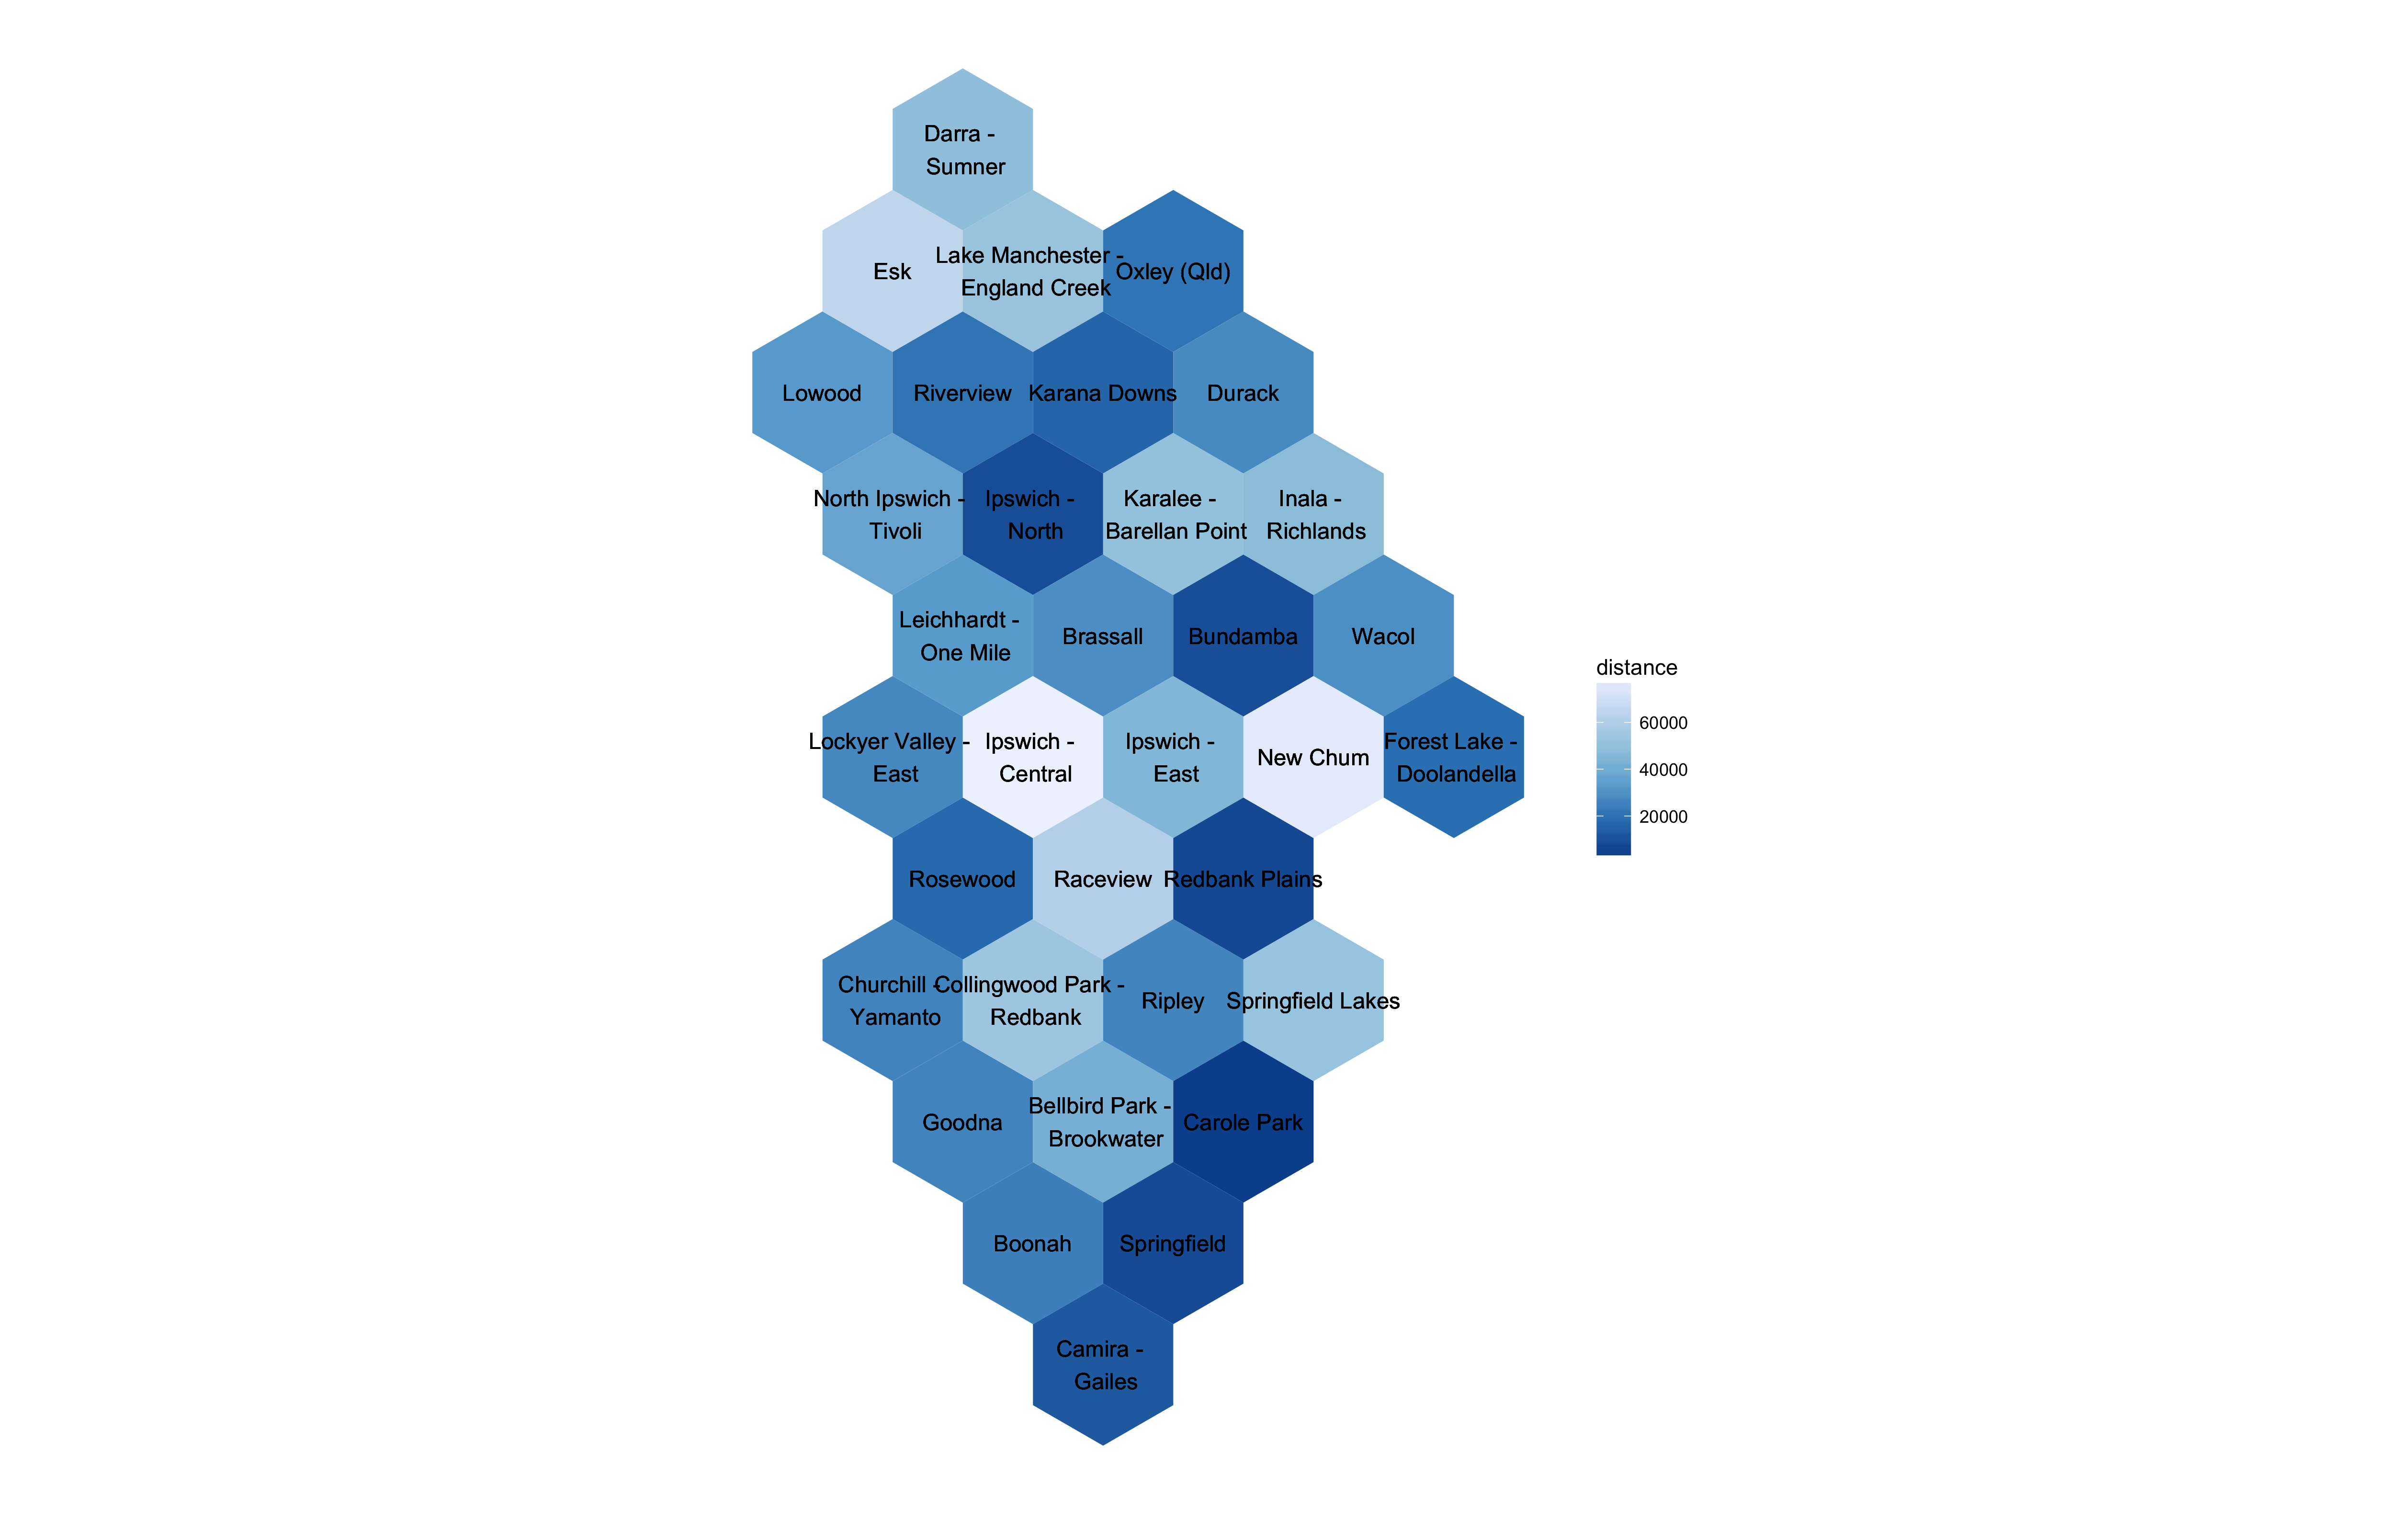 Darra -
Sumner
Esk
Lake Manchester -
England Creek
Oxley (Qld)
Lowood
Riverview
Karana Downs
Durack
North Ipswich -
Tivoli
Ipswich -
North
Karalee -
Barellan Point
Inala -
Richlands
Leichhardt -
One Mile
Brassall
Bundamba
Wacol
Lockyer Valley -
East
Ipswich -
Central
Ipswich -
East
New Chum
Forest Lake -
Doolandella
Rosewood
Raceview
Redbank Plains
Churchill -
Yamanto
Collingwood Park -
Redbank
Ripley
Springfield Lakes
Goodna
Bellbird Park -
Brookwater
Carole Park
Boonah
Springfield
Camira -
Gailes
distance
60000
40000
20000